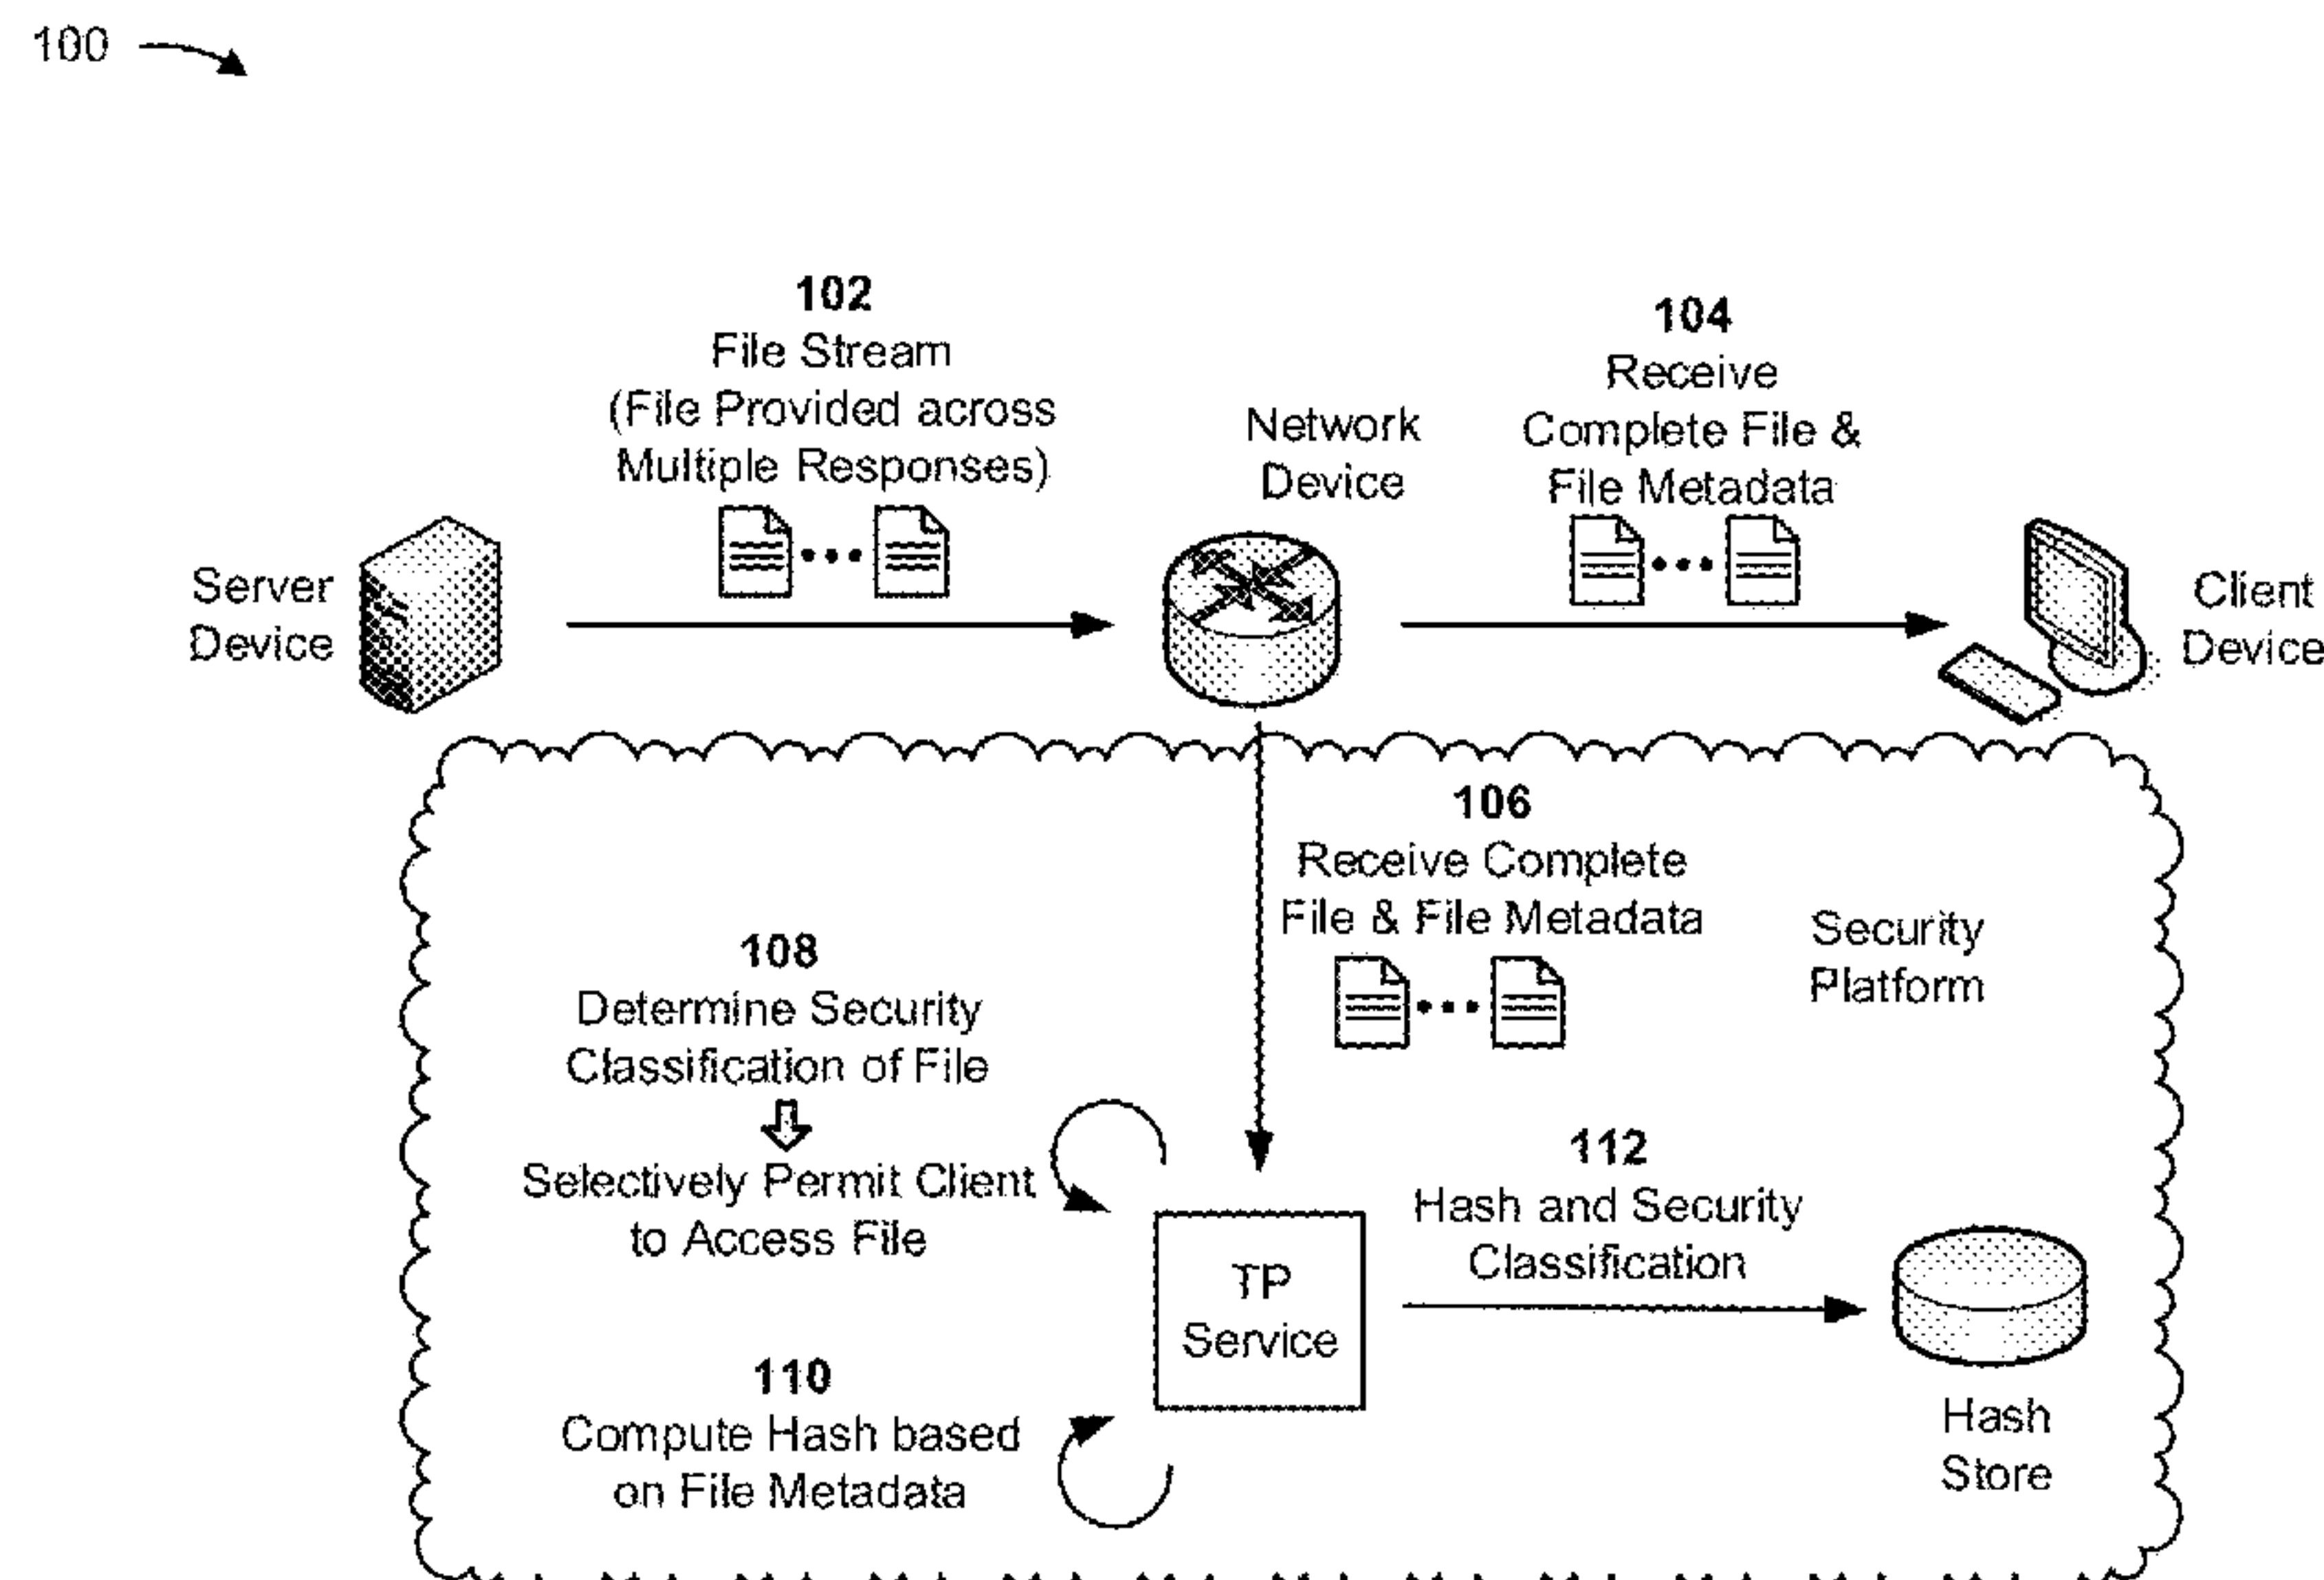 100
102
File Stream
(File Provided across
Multiple Responses)
104
Receive
Complete File &
File Metadata
Network
Device
Server
Device
Client
Device
106
Receive Complete
File & File Metadata
Security
Platform
108
Determine Security
Classification of File
Selectively Permit Client
to Access File
112
Hash and Security
Classification
TP
Service
110
Compute Hash based
on File Metadata
Hash
Store